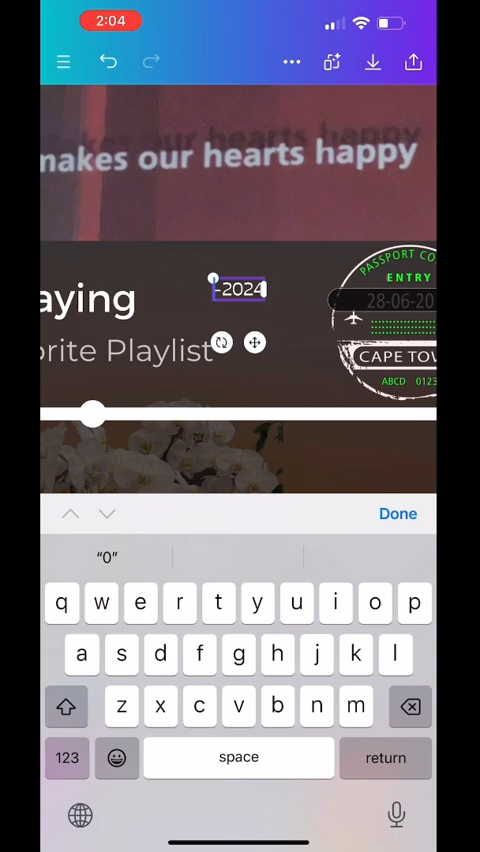 2:04
makes our hearts happy
PASSPORT CO
ENTRY
aying
-2024
28-06-20
orite Playlist
CAPE TOW
ABCD 0123
Done
“0”
q w e r t y u i o p
a s d f g h j k l
z x c v b n m
123 space return